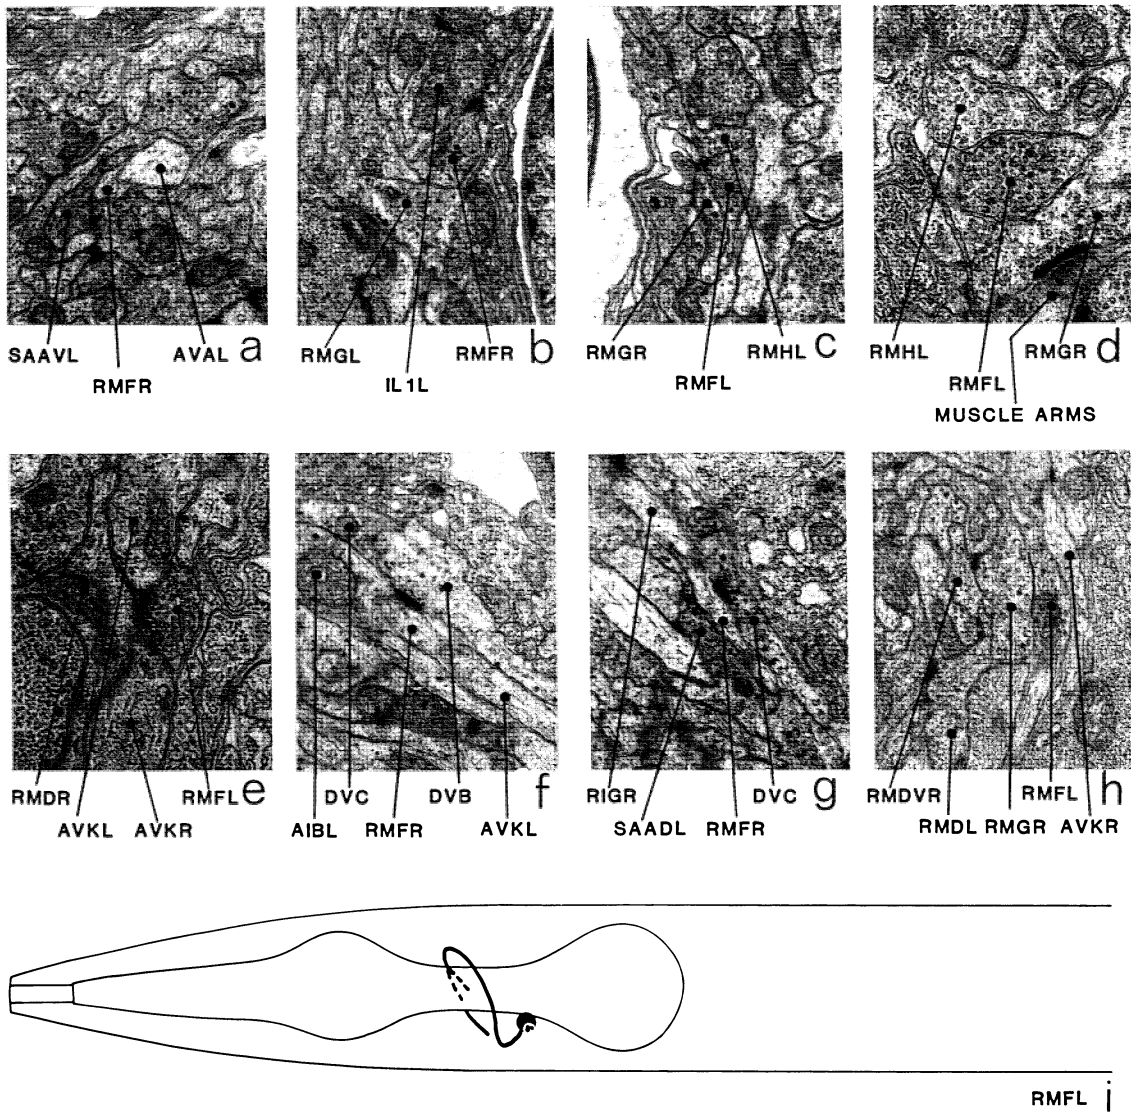 SAAVL AVAL a
RMFR
RMGL RMFR b
IL1L
RMGR RMHL c
RMFL
RMHL RMGR d
RMFL
MUSCLE ARMS
RMDR RMFL e
AVKL AVKR
DVC DVB f
AIBL RMFR AVKL
RIGR DVC g
SAADL RMFR
RMDVR RMFL h
RMDL RMGR AVKR
RMFL i